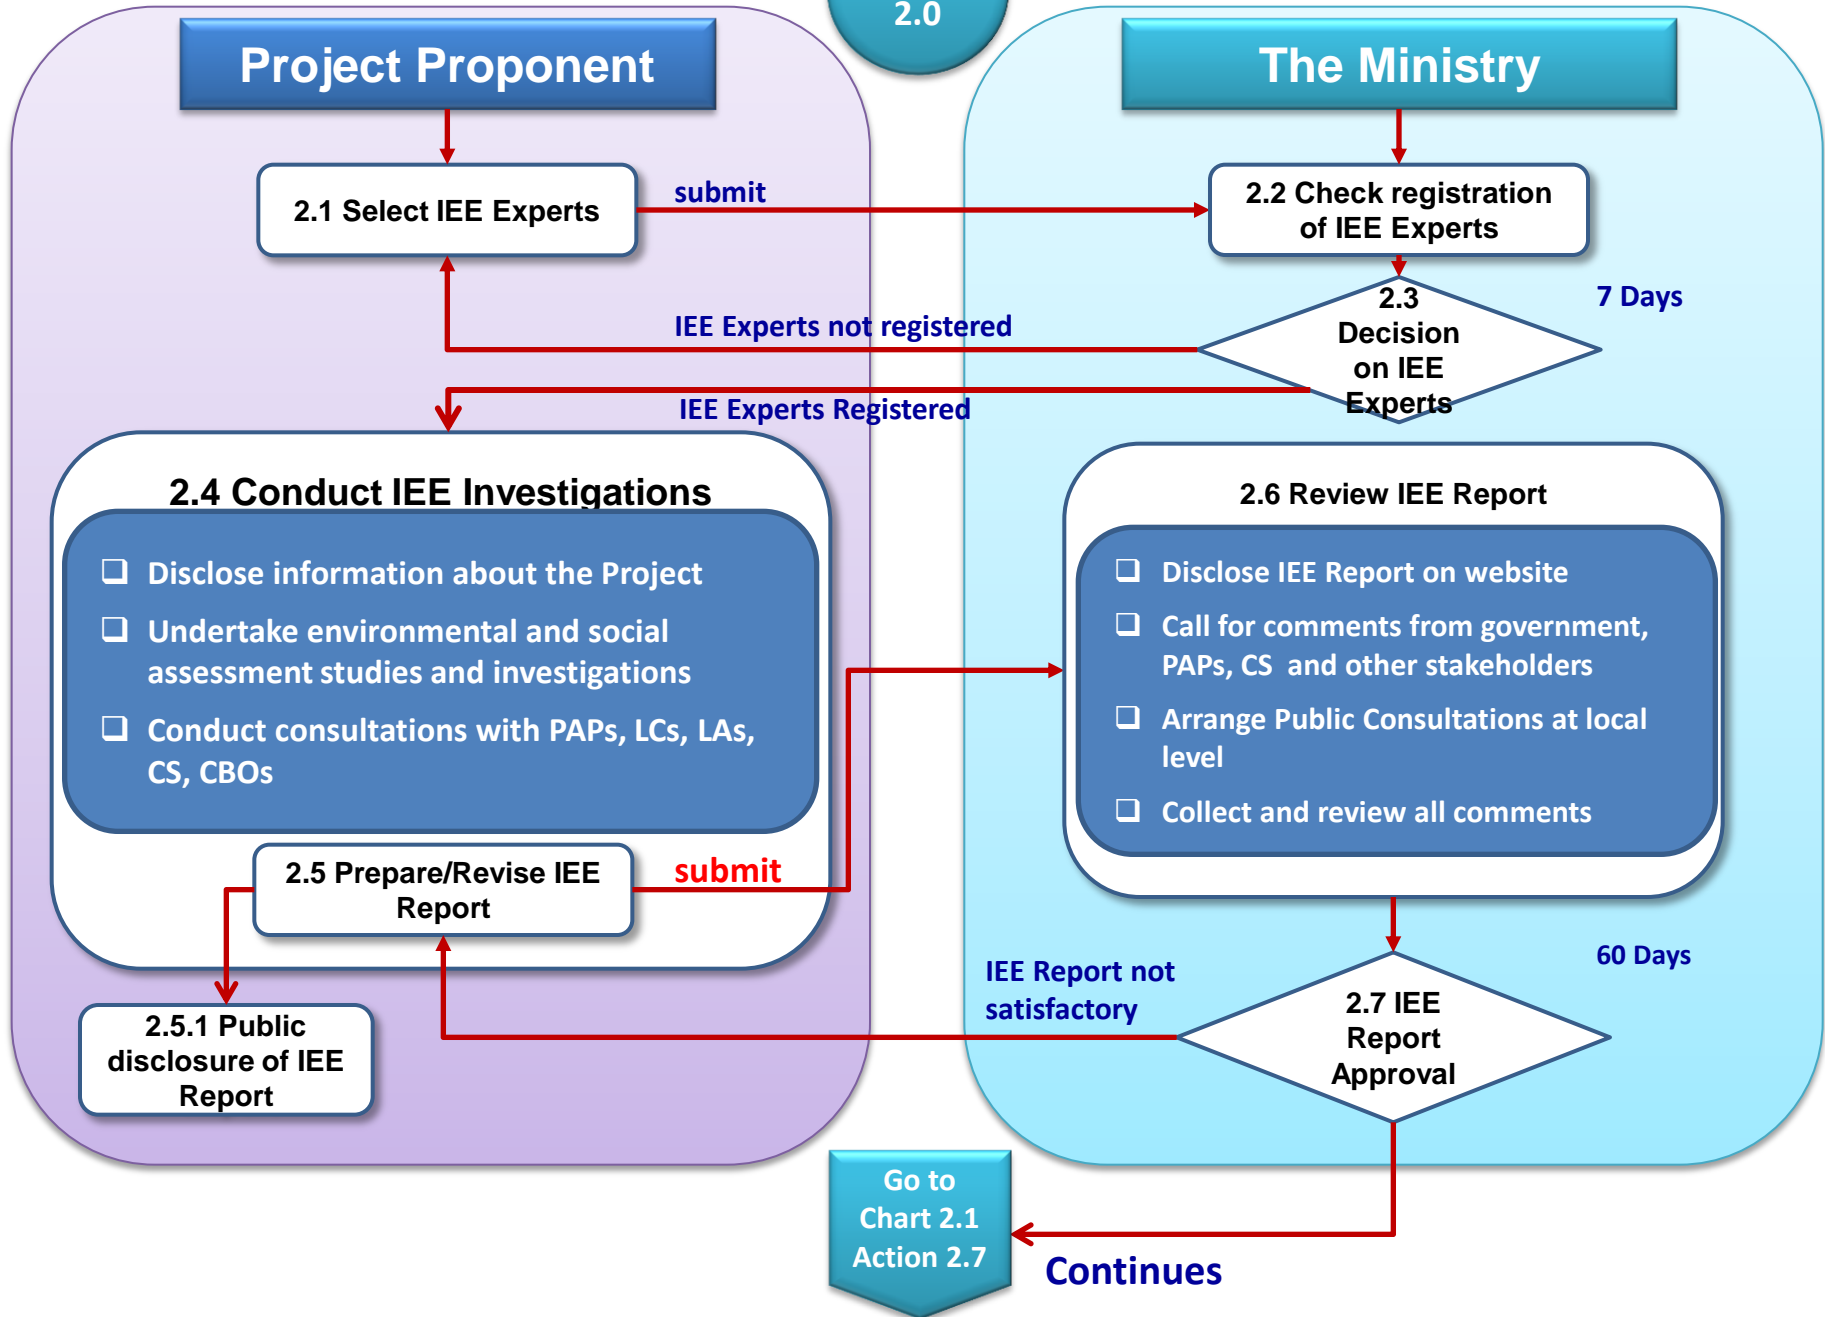 2.0
Project Proponent
The Ministry
2.1 Select IEE Experts
submit
2.2 Check registration
of IEE Experts
7 Days
2.3
Decision
on IEE
Experts
IEE Experts not registered
IEE Experts Registered
2.4 Conduct IEE Investigations
❑ Disclose information about the Project
❑ Undertake environmental and social
assessment studies and investigations
❑ Conduct consultations with PAPs, LCs, LAs,
CS, CBOs
2.5 Prepare/Revise IEE
Report
submit
2.5.1 Public
disclosure of IEE
Report
2.6 Review IEE Report
❑ Disclose IEE Report on website
❑ Call for comments from government,
PAPs, CS and other stakeholders
❑ Arrange Public Consultations at local
level
❑ Collect and review all comments
60 Days
IEE Report not
satisfactory
2.7 IEE
Report
Approval
Go to
Chart 2.1
Action 2.7
Continues